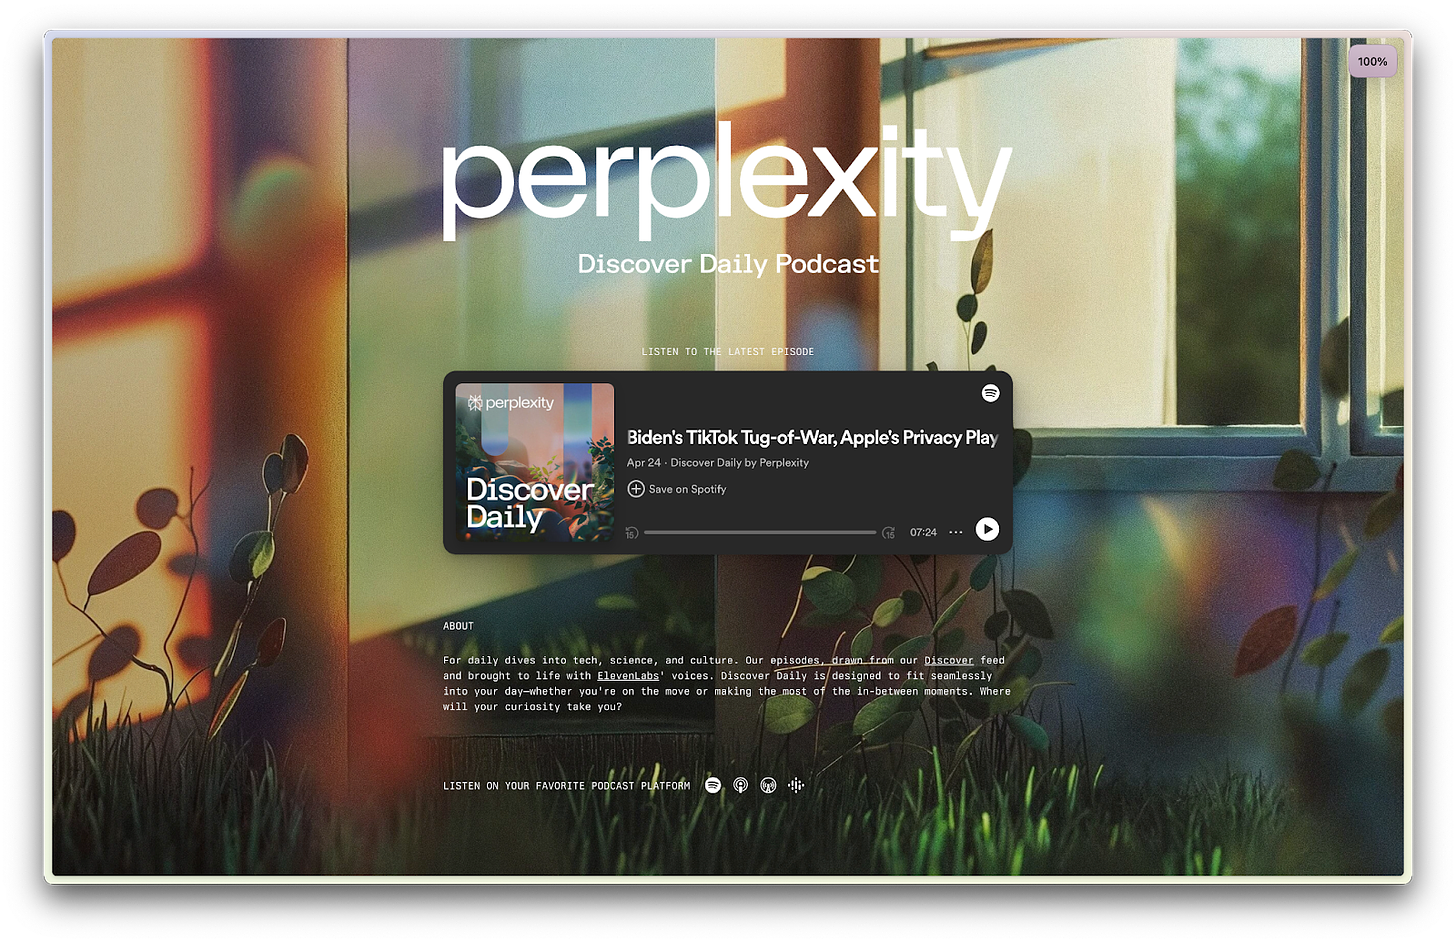 100%
perplexity
Discover Daily Podcast
LISTEN TO THE LATEST EPISODE
perplexity
Discover
Daily
Biden's TikTok Tug-of-War, Apple's Privacy Play
Apr 24 · Discover Daily by Perplexity
Save on Spotify
15
15
07:24
ABOUT
For daily dives into tech, science, and culture. Our episodes, drawn from our Discover feed
and brought to life with ElevenLabs' voices. Discover Daily is designed to fit seamlessly
into your day—whether you're on the move or making the most of the in-between moments. Where
will your curiosity take you?
LISTEN ON YOUR FAVORITE PODCAST PLATFORM